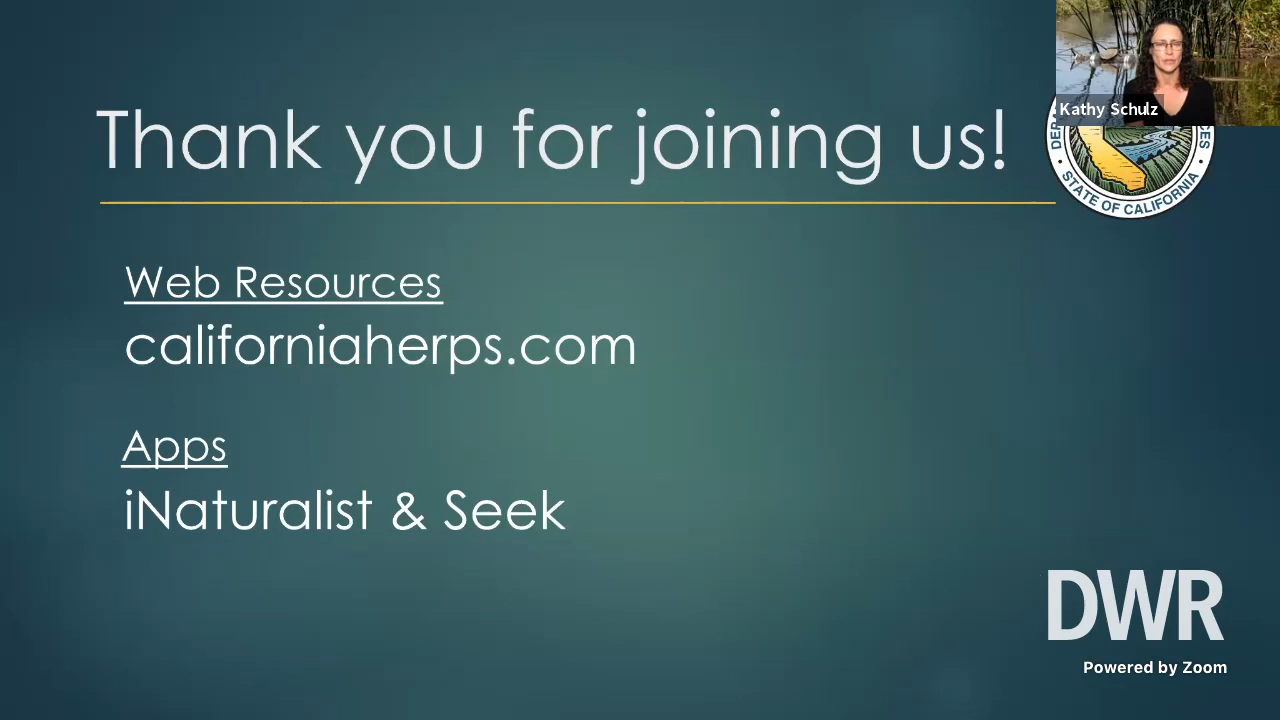 Thank you for joining us!
Kathy Schulz
STATE OF CALIFORNIA
Web Resources
californiaherps.com
Apps
iNaturalist & Seek
DWR
Powered by Zoom